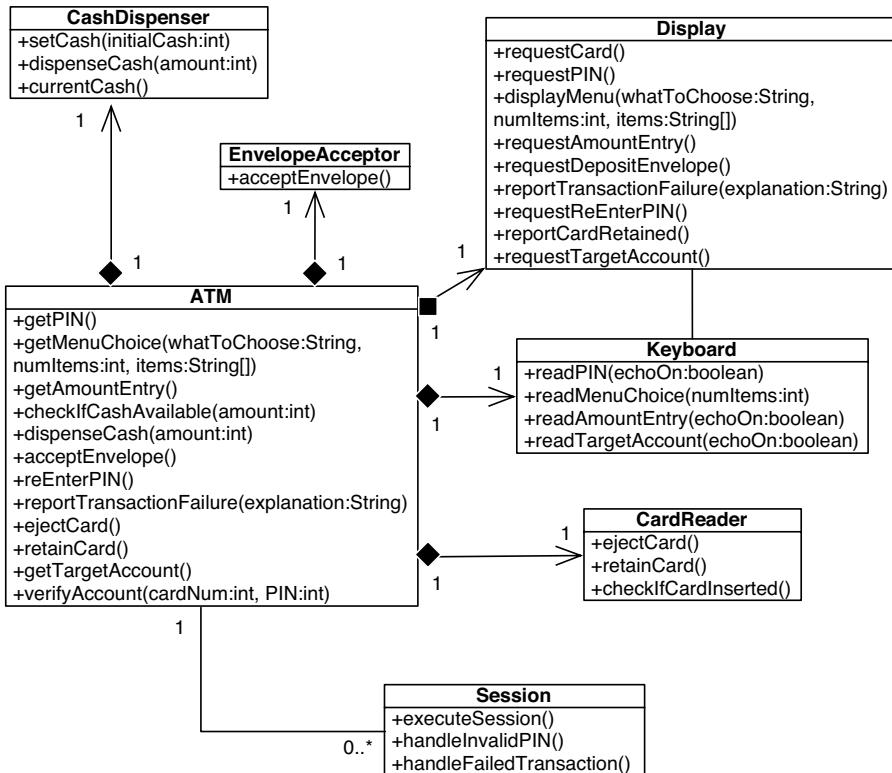 CashDispenser
+setCash(initialCash:int)
+dispenseCash(amount:int)
+currentCash()
1
1
EnvelopeAcceptor
+acceptEnvelope()
1
1
Display
+requestCard()
+requestPIN()
+displayMenu(whatToChoose:String,
numItems:int, items:String[])
+requestAmountEntry()
+requestDepositEnvelope()
+reportTransactionFailure(explanation:String)
+requestReEnterPIN()
+reportCardRetained()
+requestTargetAccount()
1
1
ATM
+getPIN()
+getMenuChoice(whatToChoose:String,
numItems:int, items:String[])
+getAmountEntry()
+checkIfCashAvailable(amount:int)
+dispenseCash(amount:int)
+acceptEnvelope()
+reEnterPIN()
+reportTransactionFailure(explanation:String)
+ejectCard()
+retainCard()
+getTargetAccount()
+verifyAccount(cardNum:int, PIN:int)
1
1
Keyboard
+readPIN(echoOn:boolean)
+readMenuChoice(numItems:int)
+readAmountEntry(echoOn:boolean)
+readTargetAccount(echoOn:boolean)
1
1
CardReader
+ejectCard()
+retainCard()
+checkIfCardInserted()
1
0..*
Session
+executeSession()
+handleInvalidPIN()
+handleFailedTransaction()